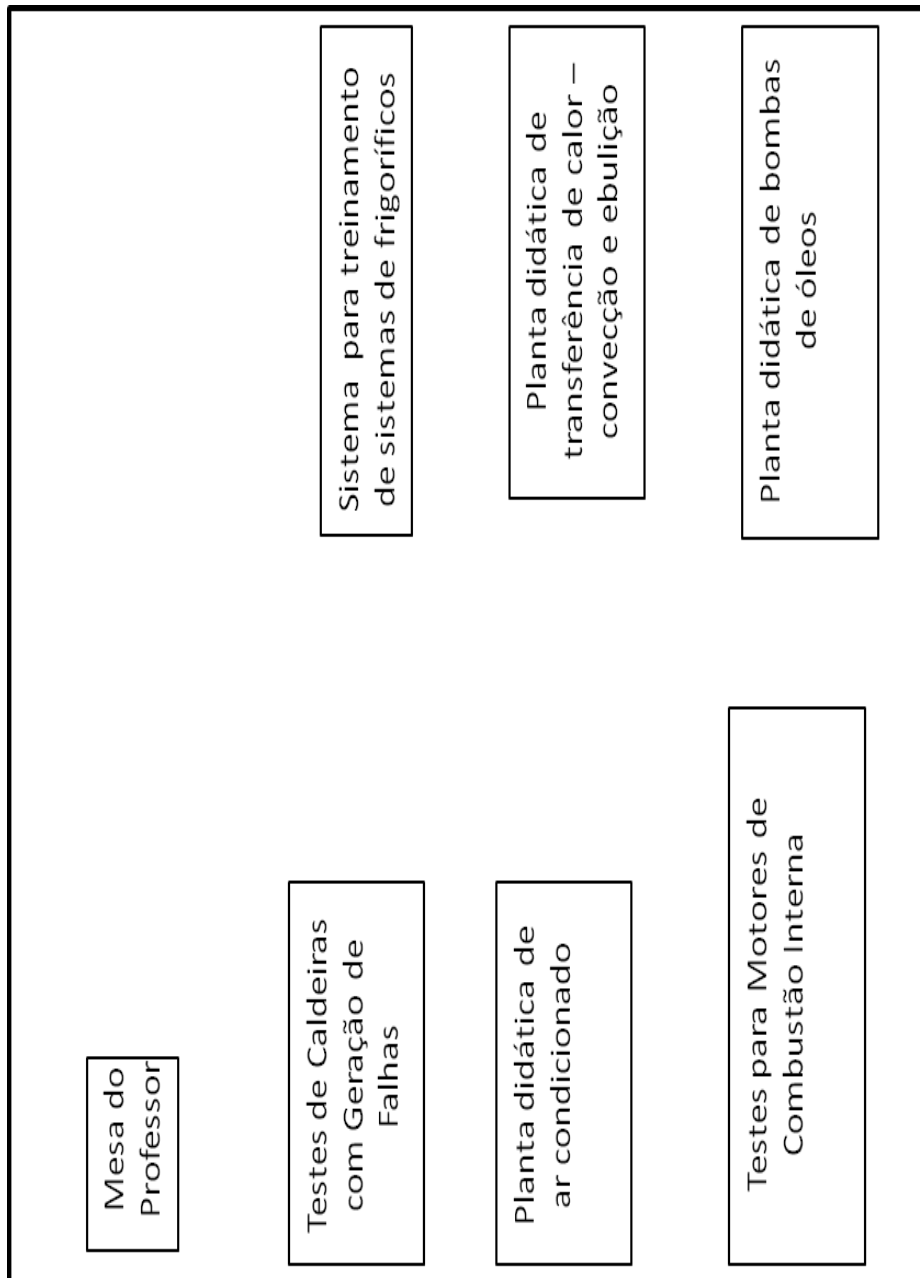 Mesa do
Professor
Testes de Caldeiras
com Geração de
Falhas
Sistema para treinamento
de sistemas de frigoríficos
Planta didática de
ar condicionado
Planta didática de
transferência de calor –
convecção e ebulição
Testes para Motores de
Combustão Interna
Planta didática de bombas
de óleos